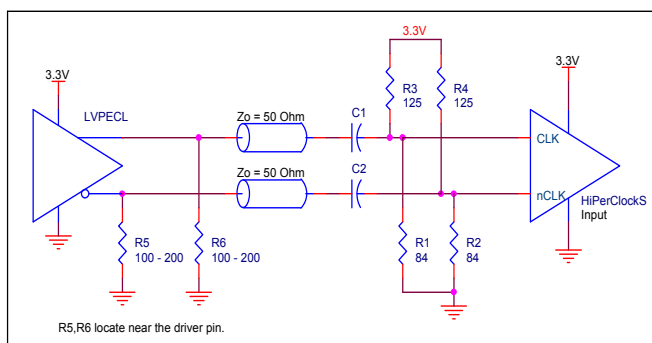 3.3V
R3
125
R4
125
3.3V
LVPECL
Zo = 50 Ohm
C1
CLK
Zo = 50 Ohm
C2
nCLK
HiPerClockS
Input
R5
100 - 200
R6
100 - 200
R1
84
R2
84
3.3V
R5,R6 locate near the driver pin.